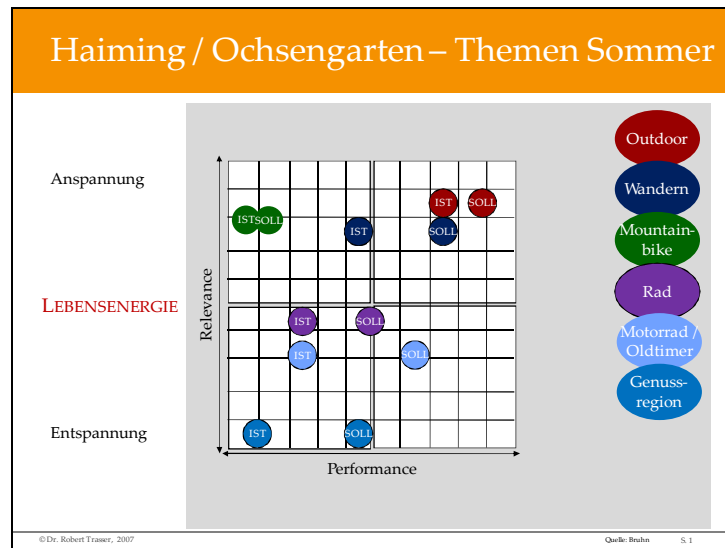 Haiming / Ochsengarten – Themen Sommer
Anspannung
LEBENSENERGIE
Entspannung
Relevance
Performance
IST
SOLL
IST
SOLL
IST
SOLL
IST
SOLL
IST
SOLL
IST
SOLL
Outdoor
Wandern
Mountain-
bike
Rad
Motorrad /
Oldtimer
Genuss-
region
© Dr. Robert Trasser, 2007
Quelle: Bruhn
S. 1